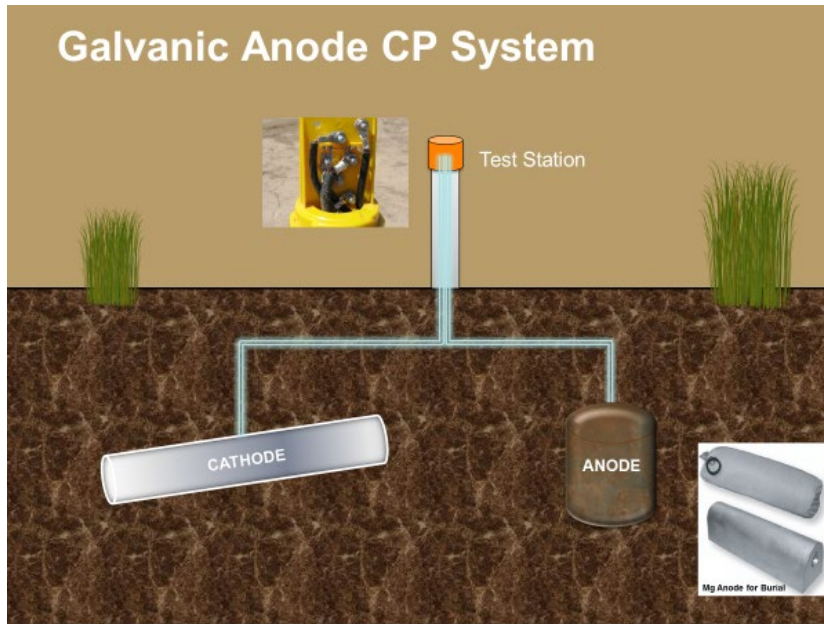 Galvanic Anode CP System
Test Station
CATHODE
ANODE
Mg Anode for Burial